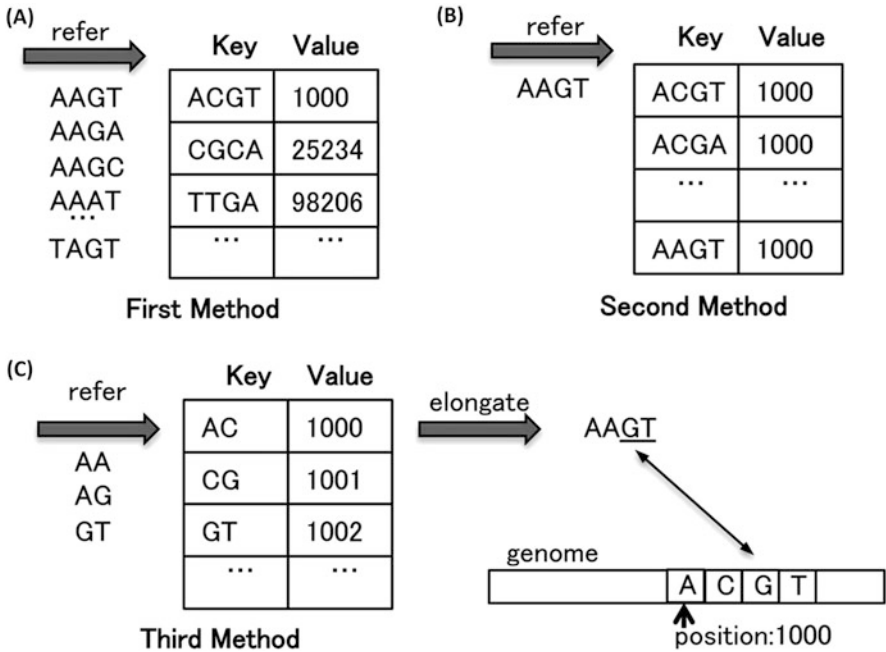 (A)
refer
AAGT
AAGA
AAGC
AAAT
...
TAGT
Key Value
ACGT 1000
CGCA 25234
TTGA 98206
... ...
First Method
(B)
refer
AAGT
Key Value
ACGT 1000
ACGA 1000
... ...
AAGT 1000
Second Method
(C)
refer
AA
AG
GT
Key Value
AC 1000
CG 1001
GT 1002
... ...
Third Method
elongate
AAGT
genome
A C G T
position:1000